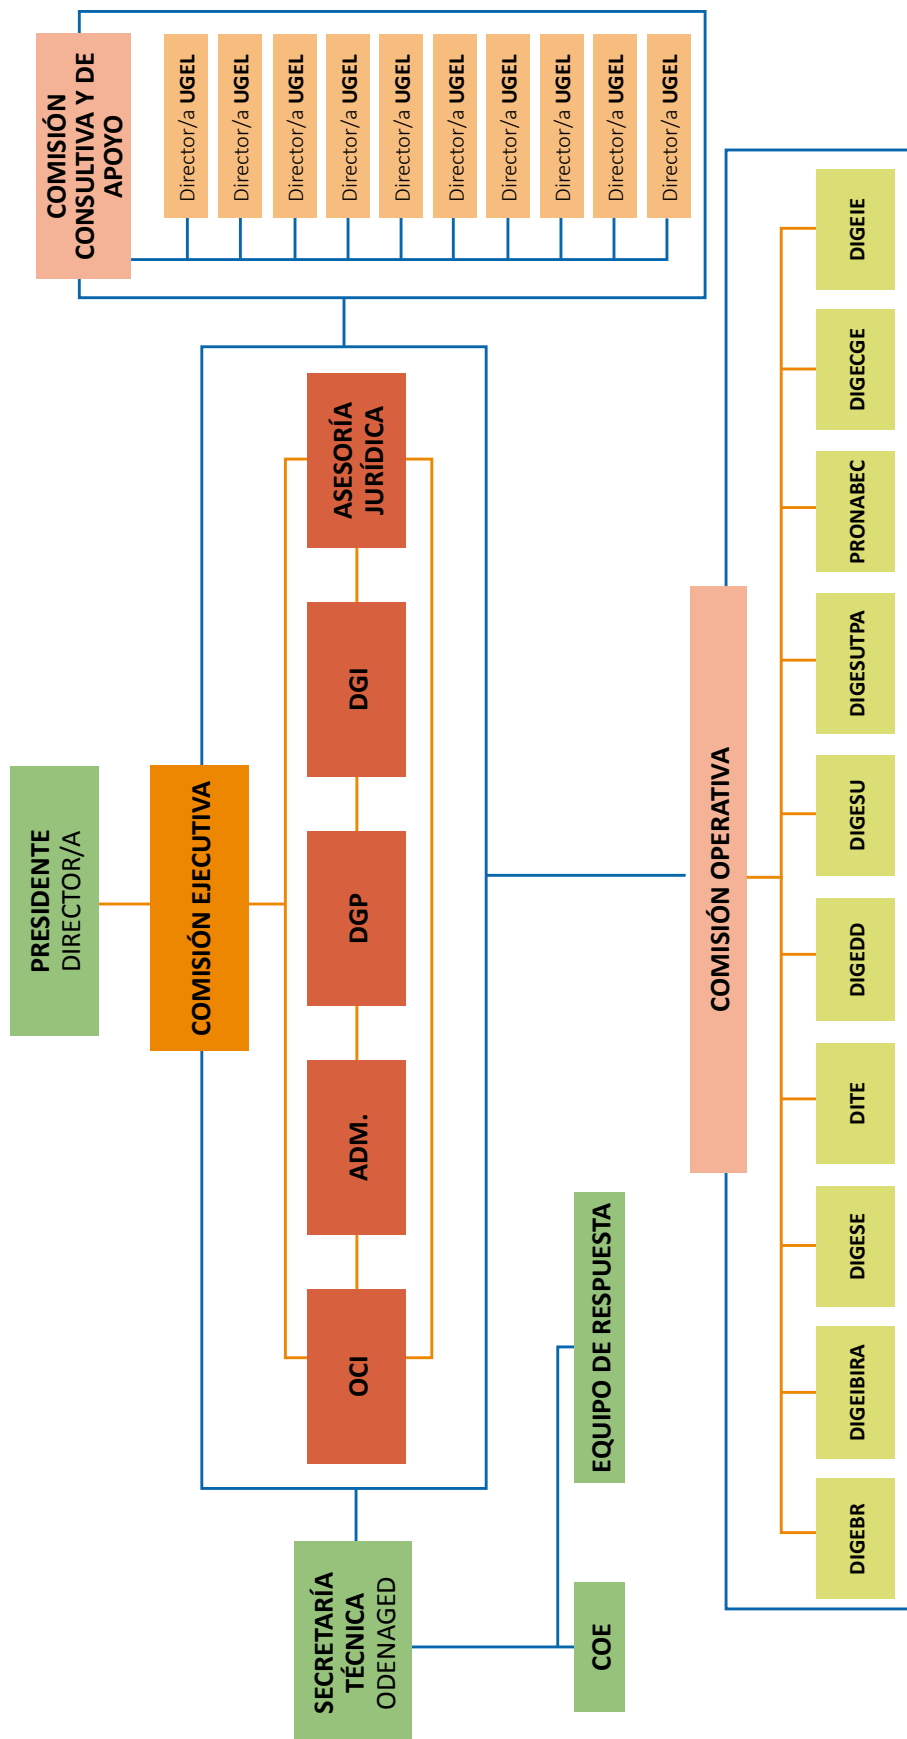 PRESIDENTE
DIRECTOR/A
COMISIÓN EJECUTIVA
OCI
ADM.
DGP
DGI
ASESORÍA
JURÍDICA
SECRETARÍA
TÉCNICA
ODENAGED
COE
EQUIPO DE RESPUESTA
COMISIÓN
CONSULTIVA Y DE
APOYO
Director/a UGEL
Director/a UGEL
Director/a UGEL
Director/a UGEL
Director/a UGEL
Director/a UGEL
Director/a UGEL
Director/a UGEL
Director/a UGEL
Director/a UGEL
COMISIÓN OPERATIVA
DIGEBR
DIGEIBIRA
DIGESE
DITE
DIGEDD
DIGESU
DIGESUTPA
PRONABEC
DIGECGE
DIGEIE